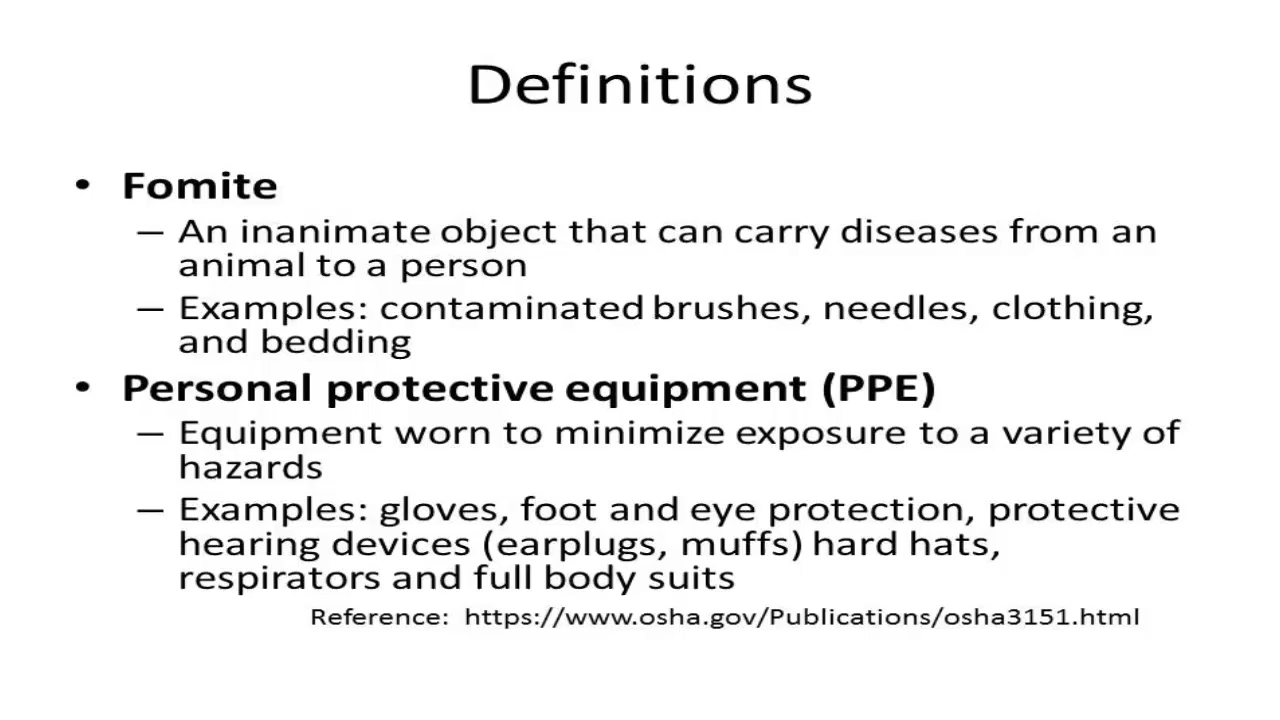 Definitions
• Fomite
– An inanimate object that can carry diseases from an
animal to a person
– Examples: contaminated brushes, needles, clothing,
and bedding
• Personal protective equipment (PPE)
– Equipment worn to minimize exposure to a variety of
hazards
– Examples: gloves, foot and eye protection, protective
hearing devices (earplugs, muffs) hard hats,
respirators and full body suits
Reference: https://www.osha.gov/Publications/osha3151.html